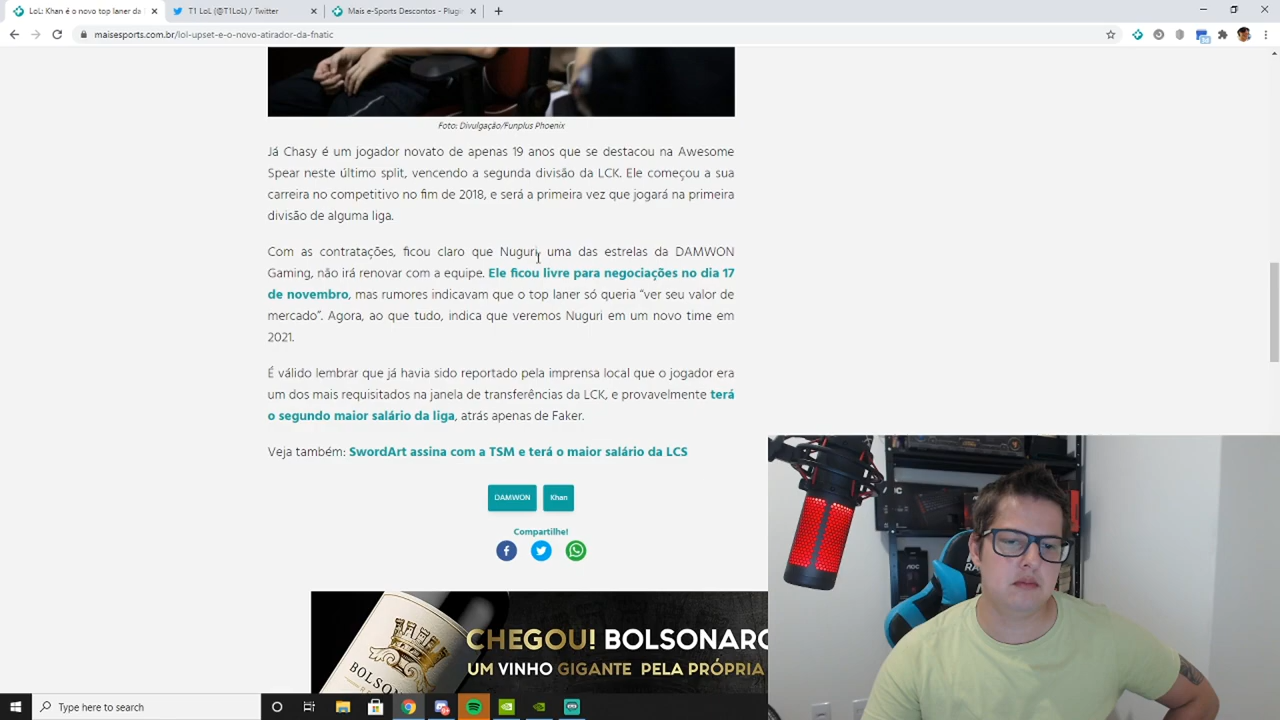 LoL: Khan é o novo top laner da
T1 LoL (@T1LoL) / Twitter
Mais e-Sports Descontos - Plugi
maisesports.com.br/lol-upset-e-o-novo-atirador-da-fnatic
Foto: Divulgação/Funplus Phoenix
Já Chasy é um jogador novato de apenas 19 anos que se destacou na Awesome
Spear neste último split, vencendo a segunda divisão da LCK. Ele começou a sua
carreira no competitivo no fim de 2018, e será a primeira vez que jogará na primeira
divisão de alguma liga.
Com as contratações, ficou claro que Nuguri, uma das estrelas da DAMWON
Gaming, não irá renovar com a equipe. Ele ficou livre para negociações no dia 17
de novembro, mas rumores indicavam que o top laner só queria “ver seu valor de
mercado”. Agora, ao que tudo, indica que veremos Nuguri em um novo time em
2021.
É válido lembrar que já havia sido reportado pela imprensa local que o jogador era
um dos mais requisitados na janela de transferências da LCK, e provavelmente terá
o segundo maior salário da liga, atrás apenas de Faker.
Veja também: SwordArt assina com a TSM e terá o maior salário da LCS
DAMWON
Khan
Compartilhe!
CHEGOU! BOLSONARO
UM VINHO GIGANTE PELA PRÓPRIA
BOLSON
AOC
AOC
Type here to search